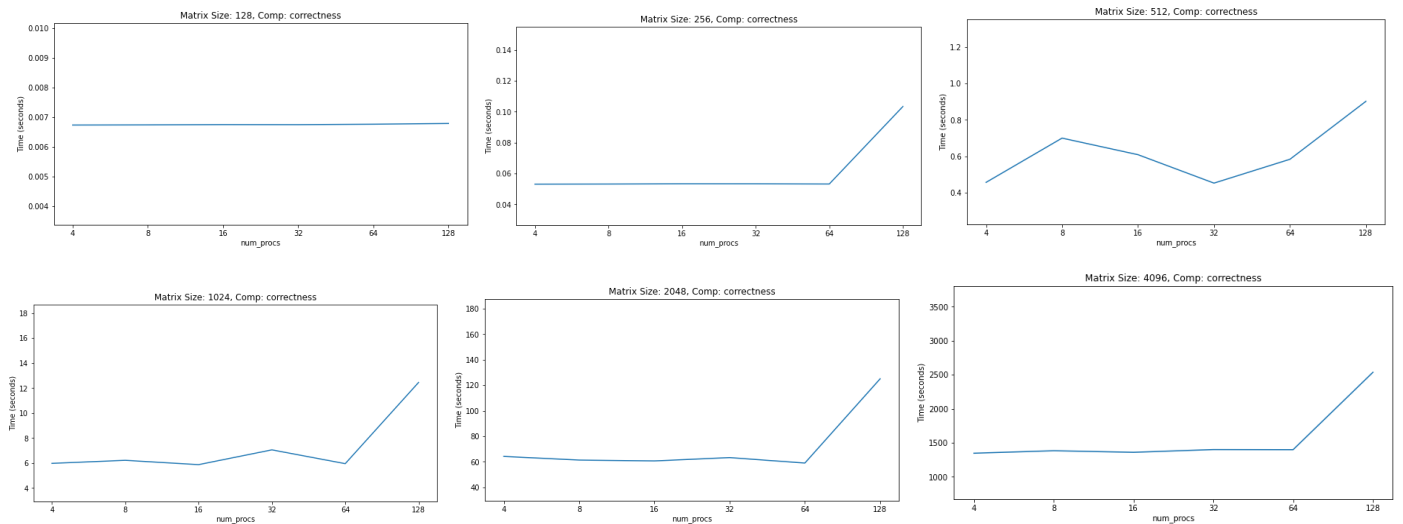 Matrix Size: 128, Comp: correctness
Time (seconds)
0.010
0.009
0.008
0.007
0.006
0.005
0.004
4 8 16 32 64 128
num_procs
Matrix Size: 256, Comp: correctness
Time (seconds)
0.14
0.12
0.10
0.08
0.06
0.04
4 8 16 32 64 128
num_procs
Matrix Size: 512, Comp: correctness
Time (seconds)
1.2
1.0
0.8
0.6
0.4
4 8 16 32 64 128
num_procs
Matrix Size: 1024, Comp: correctness
Time (seconds)
18
16
14
12
10
8
6
4
4 8 16 32 64 128
num_procs
Matrix Size: 2048, Comp: correctness
Time (seconds)
180
160
140
120
100
80
60
40
4 8 16 32 64 128
num_procs
Matrix Size: 4096, Comp: correctness
Time (seconds)
3500
3000
2500
2000
1500
1000
4 8 16 32 64 128
num_procs